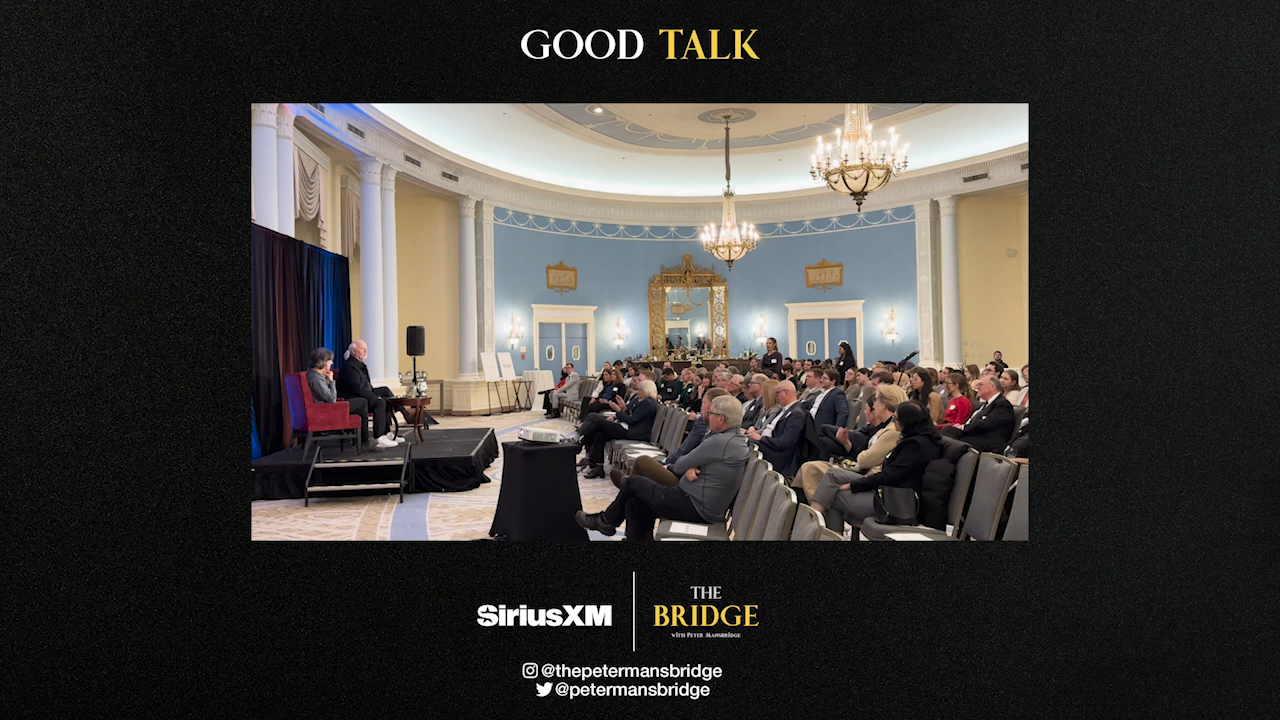 GOOD TALK
SiriusXM
THE
BRIDGE
WITH PETER MANSBRIDGE
@thepetermansbridge
@petermansbridge